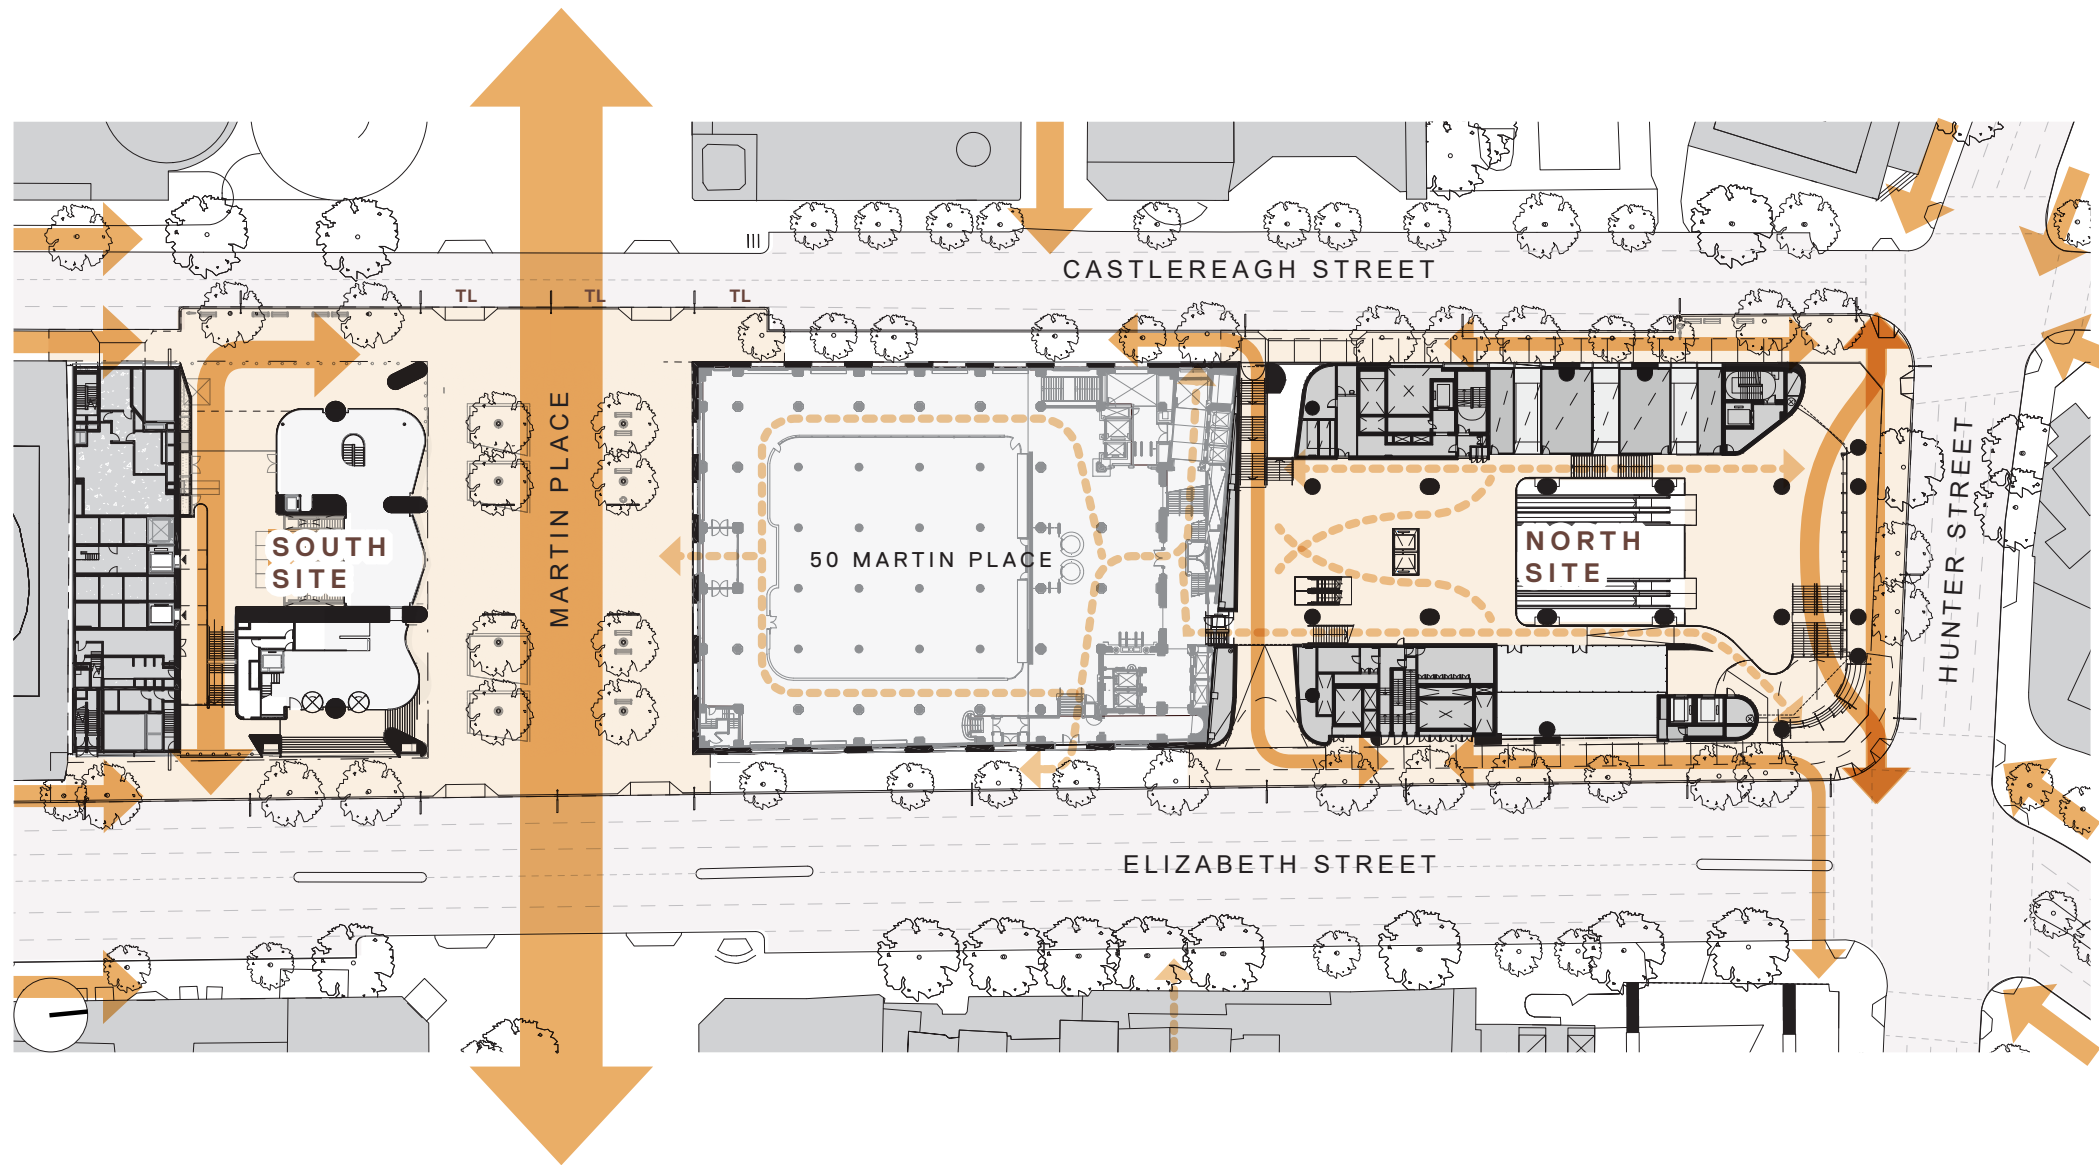 CASTLEREAGH STREET
TL
TL
TL
MARTIN PLACE
SOUTH
SITE
50 MARTIN PLACE
NORTH
SITE
HUNTER STREET
ELIZABETH STREET